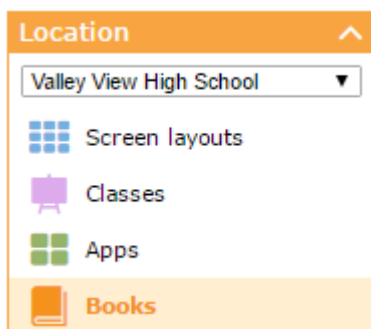 Location
Valley View High School
Screen layouts
Classes
Apps
Books